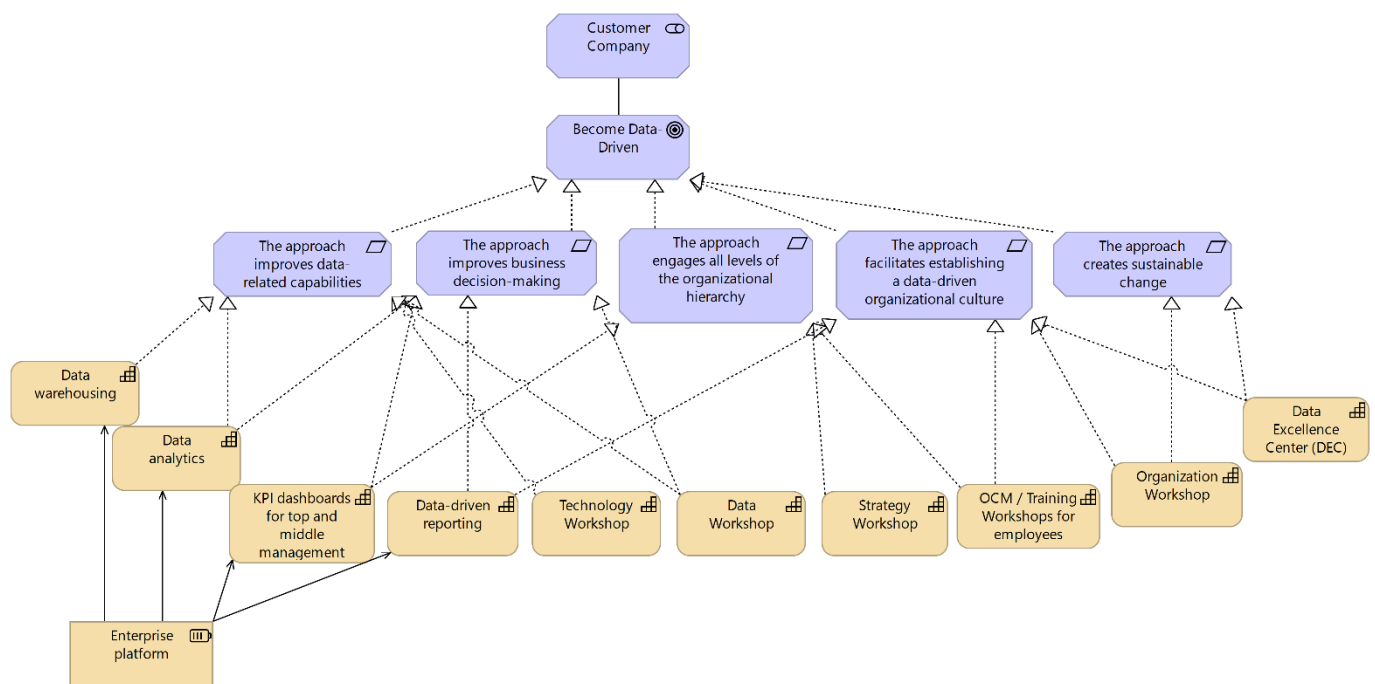 Customer
Company
Become Data-
Driven
The approach
improves data-
related capabilities
The approach
improves business
decision-making
The approach
engages all levels of
the organizational
hierarchy
The approach
facilitates establishing
a data-driven
organizational culture
The approach
creates sustainable
change
Data
warehousing
Data
analytics
KPI dashboards
for top and
middle
management
Data-driven
reporting
Technology
Workshop
Data
Workshop
Strategy
Workshop
OCM / Training
Workshops for
employees
Organization
Workshop
Data
Excellence
Center (DEC)
Enterprise
platform